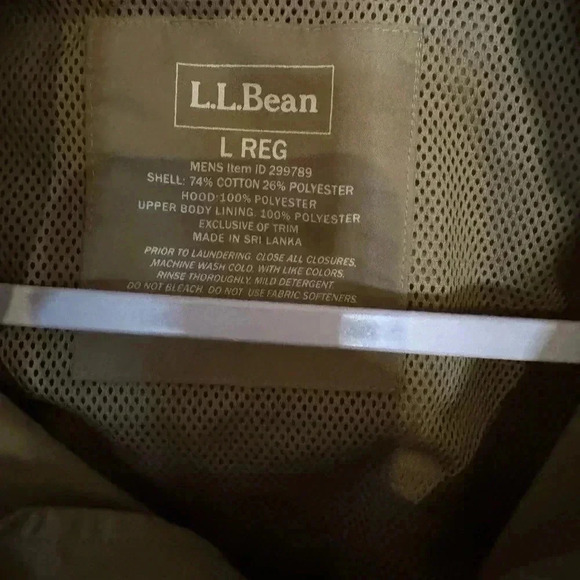 L.L.Bean
L REG
MENS Item ID 299789
SHELL: 74% COTTON 26% POLYESTER
HOOD:100% POLYESTER
UPPER BODY LINING. 100% POLYESTER
EXCLUSIVE OF TRIM
MADE IN SRI LANKA
PRIOR TO LAUNDERING. CLOSE ALL CLOSURES,
MACHINE WASH COLD. WITH LIKE COLORS.
RINSE THOROUGHLY. MILD DETERGENT
DO NOT BLEACH. DO NOT USE FABRIC SOFTENERS.